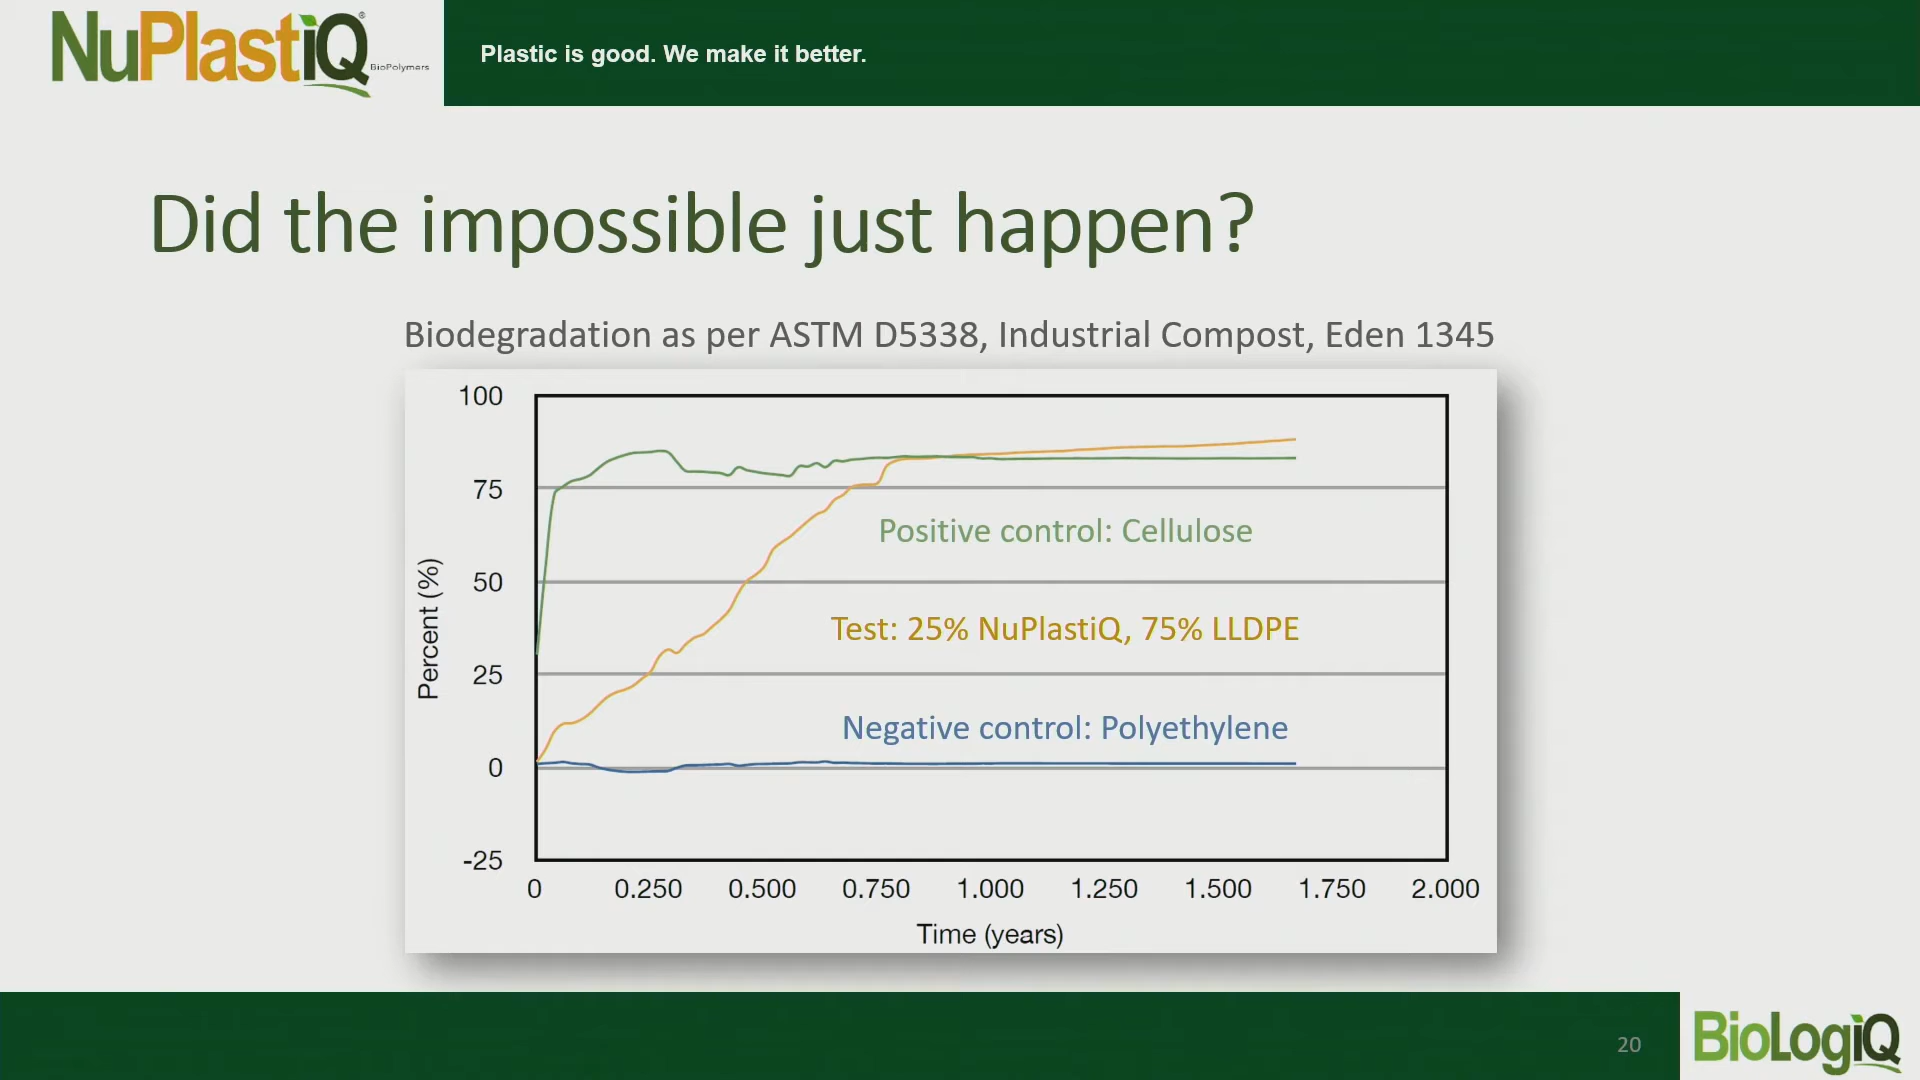 NuPlastiQ®
BioPolymers
Plastic is good. We make it better.
Did the impossible just happen?
Biodegradation as per ASTM D5338, Industrial Compost, Eden 1345
100
75
50
25
0
-25
Percent (%)
Positive control: Cellulose
Test: 25% NuPlastiQ, 75% LLDPE
Negative control: Polyethylene
0 0.250 0.500 0.750 1.000 1.250 1.500 1.750 2.000
Time (years)
20
BioLogiQ